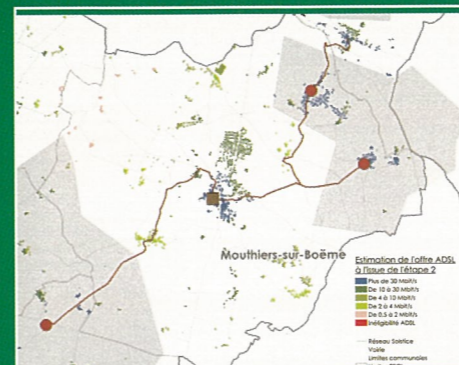 Mouthiers-sur-Boëme
Estimation de l'offre ADSL
à l'issue de l'étape 2
Plus de 30 Mbit/s
De 10 à 30 Mbit/s
De 4 à 10 Mbit/s
De 2 à 4 Mbit/s
De 0,5 à 2 Mbit/s
Inéligibilité ADSL
Réseau Solstice
Voirie
Limites communales